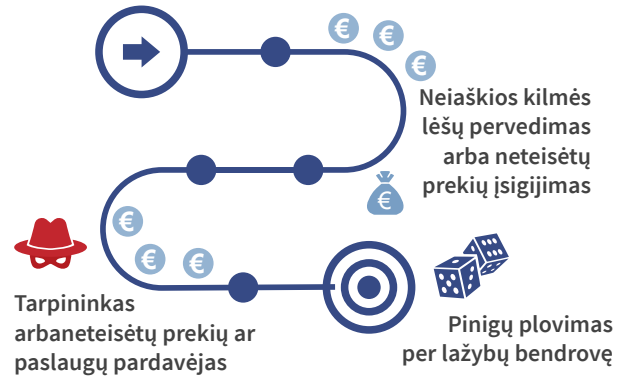 € € €
Neiaškios kilmės
lėšų pervedimas
arba neteisėtų
prekių įsigijimas
€
€ € €
Tarpininkas
arbaneteisėtų prekių ar
paslaugų pardavėjas
Pinigų plovimas
per lažybų bendrovę